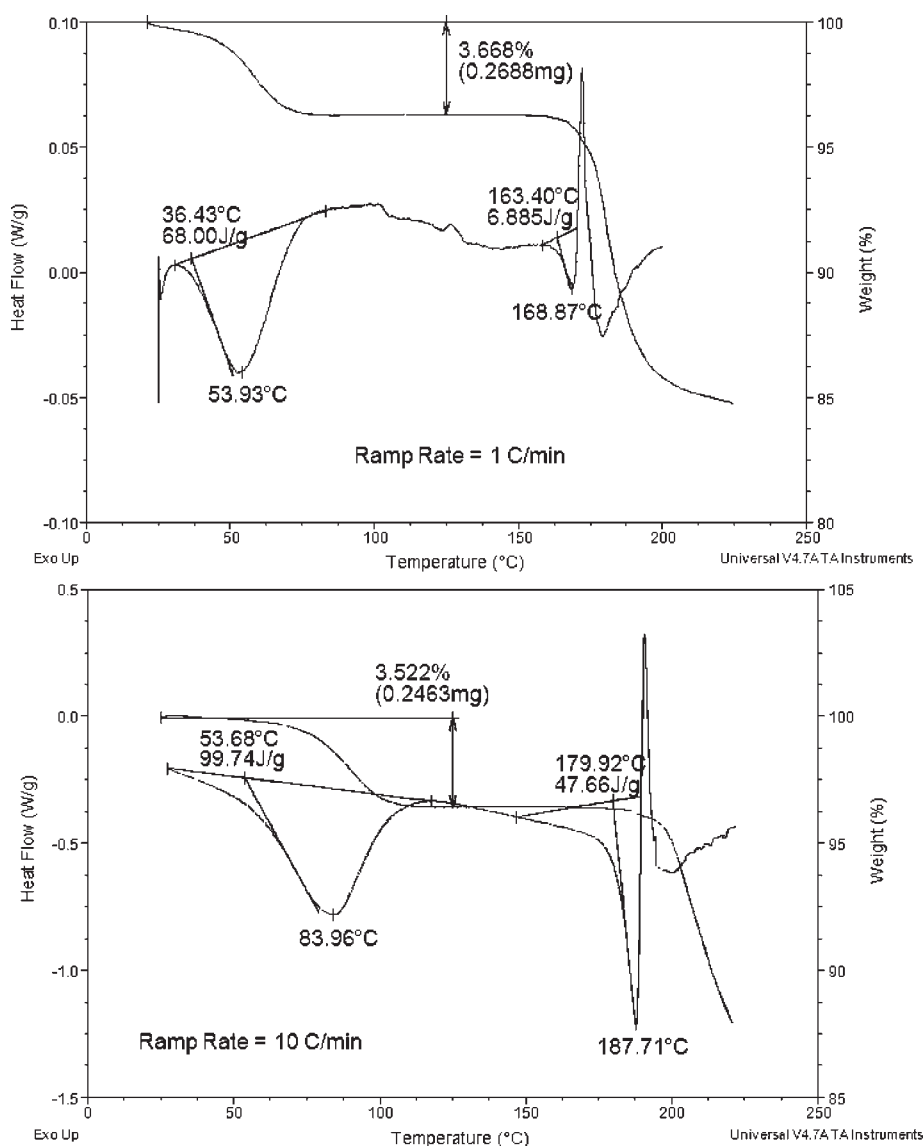 0.10
0.05
0.00
-0.05
-0.10
Heat Flow (W/g)
100
95
90
85
80
Weight (%)
3.668%
(0.2688mg)
36.43°C
68.00J/g
53.93°C
163.40°C
6.885J/g
168.87°C
Ramp Rate = 1 C/min
0
50
100
150
200
250
Exo Up
Temperature (°C)
Universal V4.7A TA Instruments
0.5
0.0
-0.5
-1.0
-1.5
Heat Flow (W/g)
105
100
95
90
85
Weight (%)
3.522%
(0.2463mg)
53.68°C
99.74J/g
83.96°C
179.92°C
47.66J/g
187.71°C
Ramp Rate = 10 C/min
0
50
100
150
200
250
Exo Up
Temperature (°C)
Universal V4.7A TA Instruments